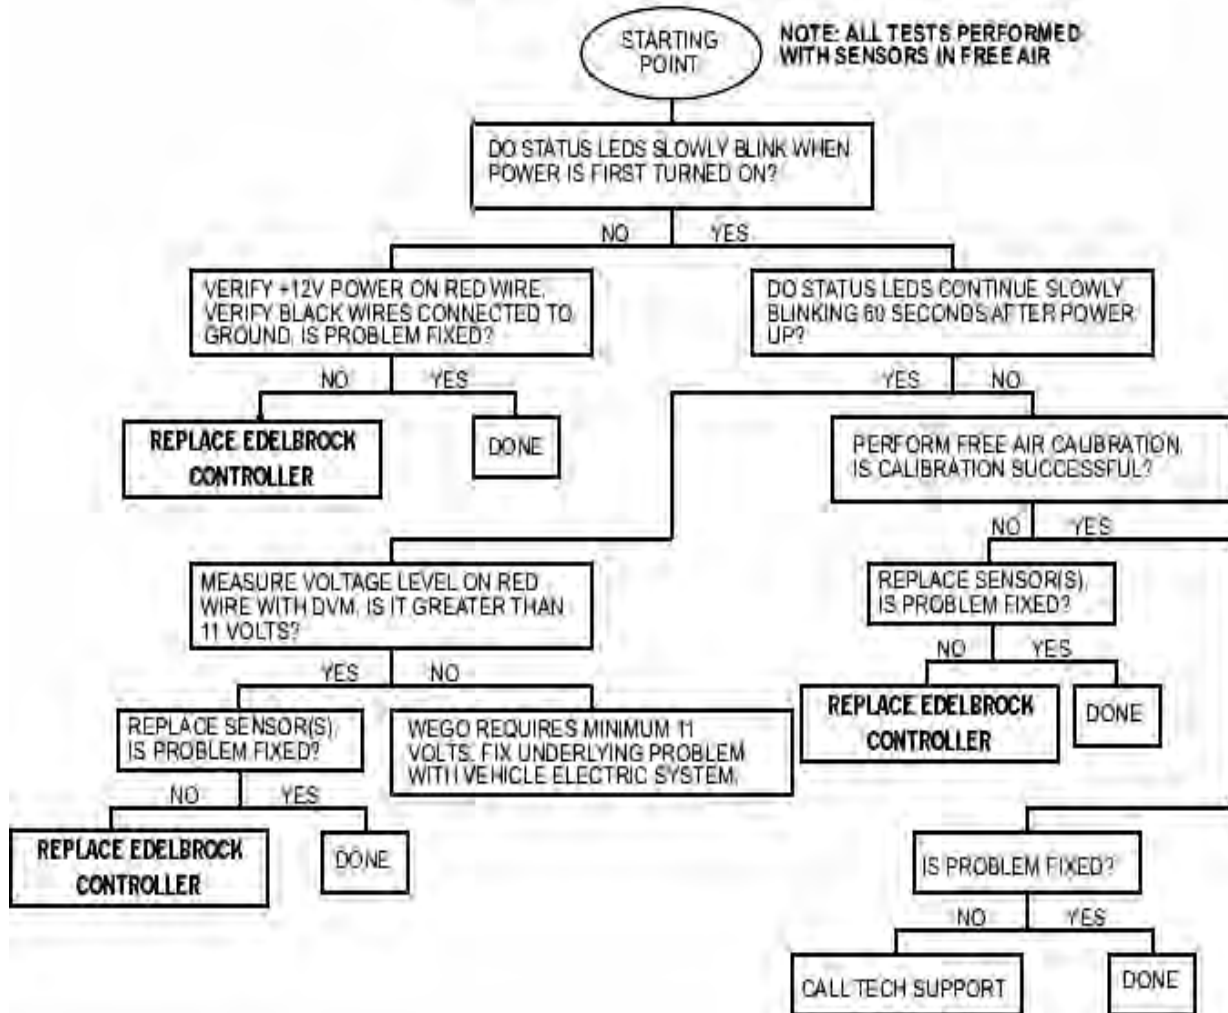 STARTING
POINT
NOTE: ALL TESTS PERFORMED
WITH SENSORS IN FREE AIR
DO STATUS LEDS SLOWLY BLINK WHEN
POWER IS FIRST TURNED ON?
NO
YES
VERIFY +12V POWER ON RED WIRE.
VERIFY BLACK WIRES CONNECTED TO
GROUND. IS PROBLEM FIXED?
DO STATUS LEDS CONTINUE SLOWLY
BLINKING 60 SECONDS AFTER POWER
UP?
NO
YES
YES
NO
REPLACE EDELBROCK
CONTROLLER
DONE
PERFORM FREE AIR CALIBRATION.
IS CALIBRATION SUCCESSFUL?
NO
YES
MEASURE VOLTAGE LEVEL ON RED
WIRE WITH DVM. IS IT GREATER THAN
11 VOLTS?
REPLACE SENSOR(S).
IS PROBLEM FIXED?
YES
NO
NO
YES
REPLACE SENSOR(S).
IS PROBLEM FIXED?
WEGO REQUIRES MINIMUM 11
VOLTS. FIX UNDERLYING PROBLEM
WITH VEHICLE ELECTRIC SYSTEM.
REPLACE EDELBROCK
CONTROLLER
DONE
NO
YES
REPLACE EDELBROCK
CONTROLLER
DONE
IS PROBLEM FIXED?
NO
YES
CALL TECH SUPPORT
DONE